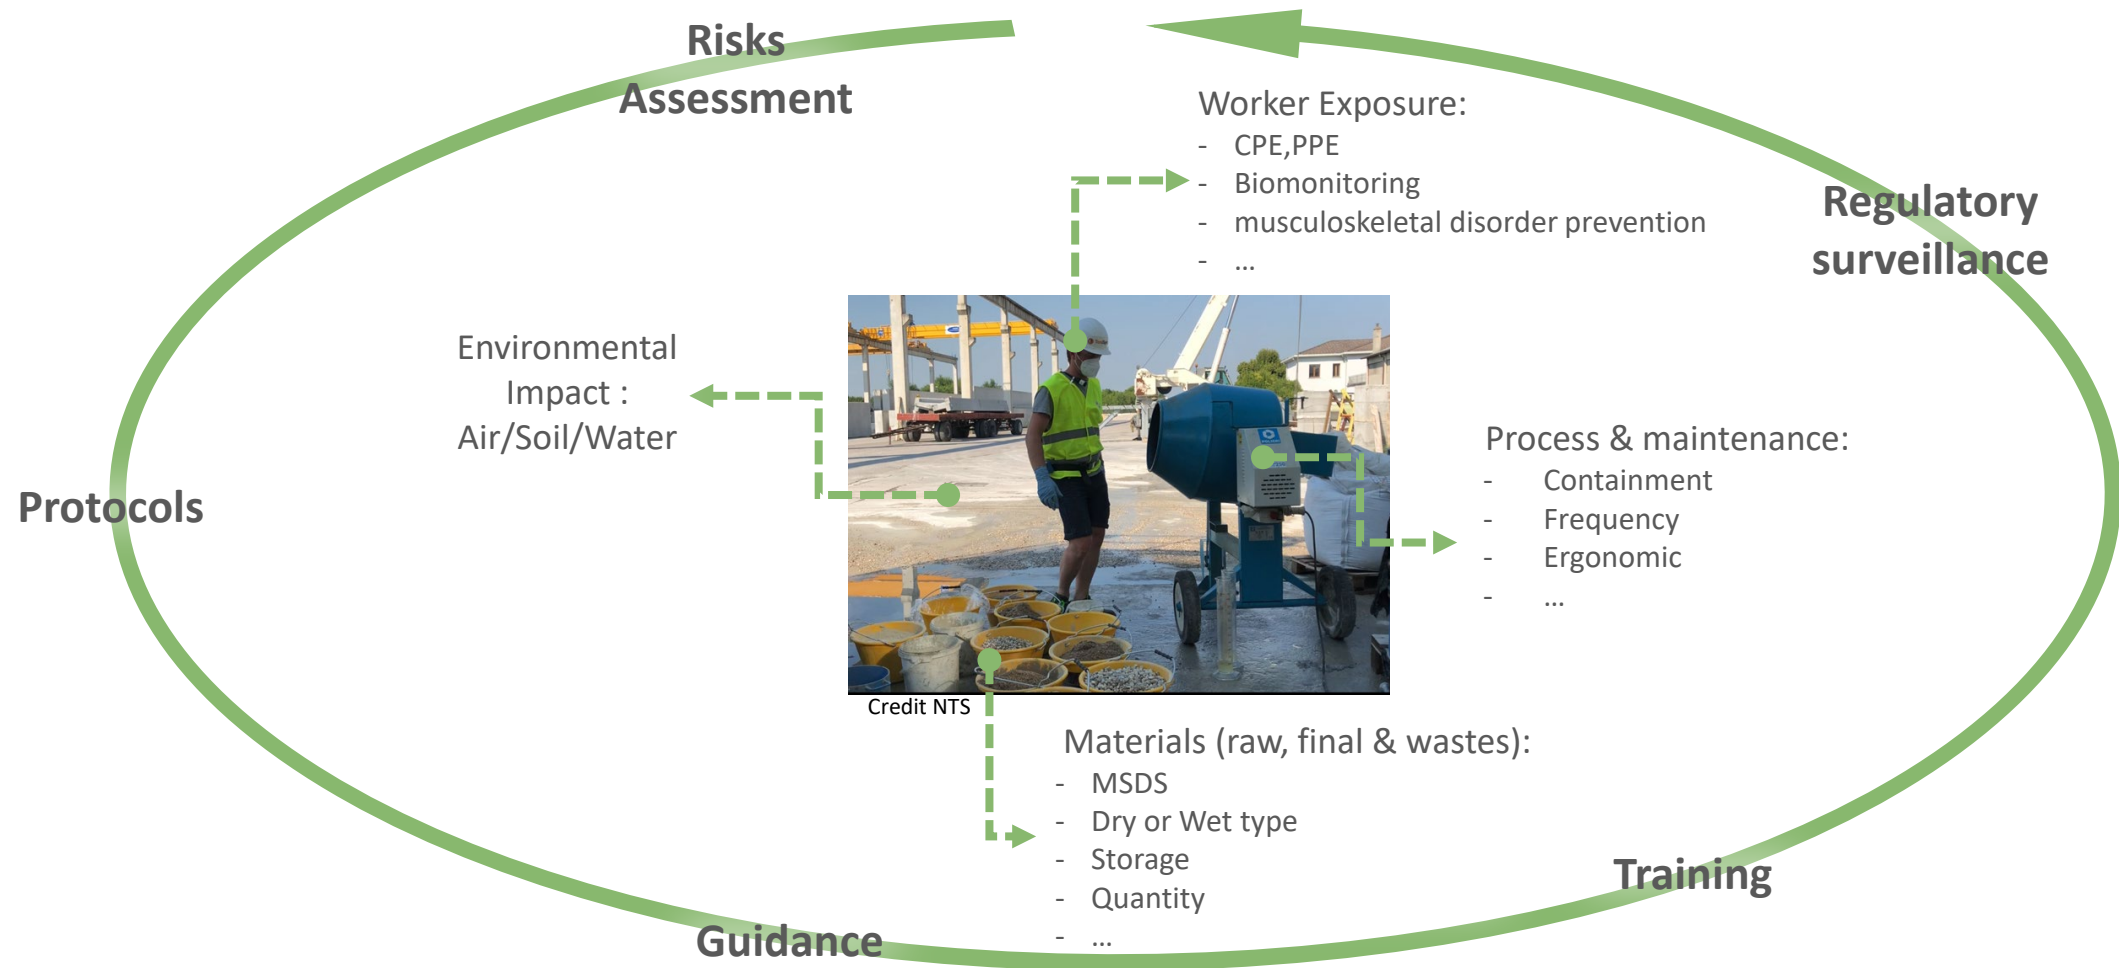 Risks
Assessment
Worker Exposure:
- CPE,PPE
- Biomonitoring
- musculoskeletal disorder prevention
- ...
Regulatory
surveillance
Environmental
Impact :
Air/Soil/Water
Process & maintenance:
- Containment
- Frequency
- Ergonomic
- ...
Protocols
Credit NTS
Materials (raw, final & wastes):
- MSDS
- Dry or Wet type
- Storage
- Quantity
- ...
Training
Guidance